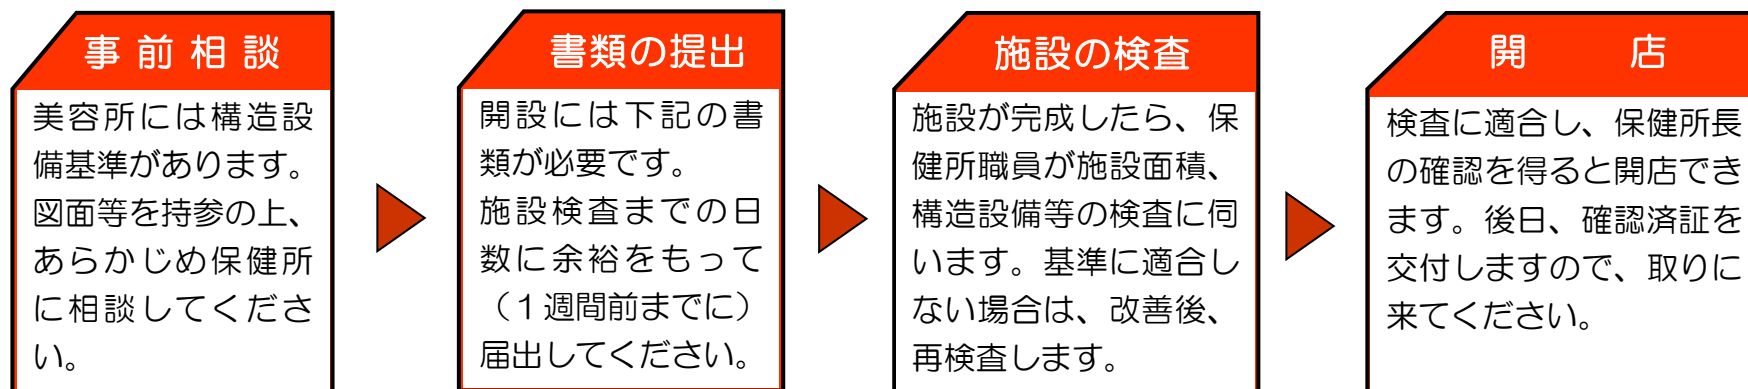 事前相談
美容所には構造設
備基準があります。
図面等を持参の上、
あらかじめ保健所
に相談してくださ
い。
書類の提出
開設には下記の書
類が必要です。
施設検査までの日
数に余裕をもって
（１週間前までに）
届出してください。
施設の検査
施設が完成したら、保
健所職員が施設面積、
構造設備等の検査に伺
います。基準に適合し
ない場合は、改善後、
再検査します。
開店
検査に適合し、保健所長
の確認を得ると開店でき
ます。後日、確認済証を
交付しますので、取りに
来てください。